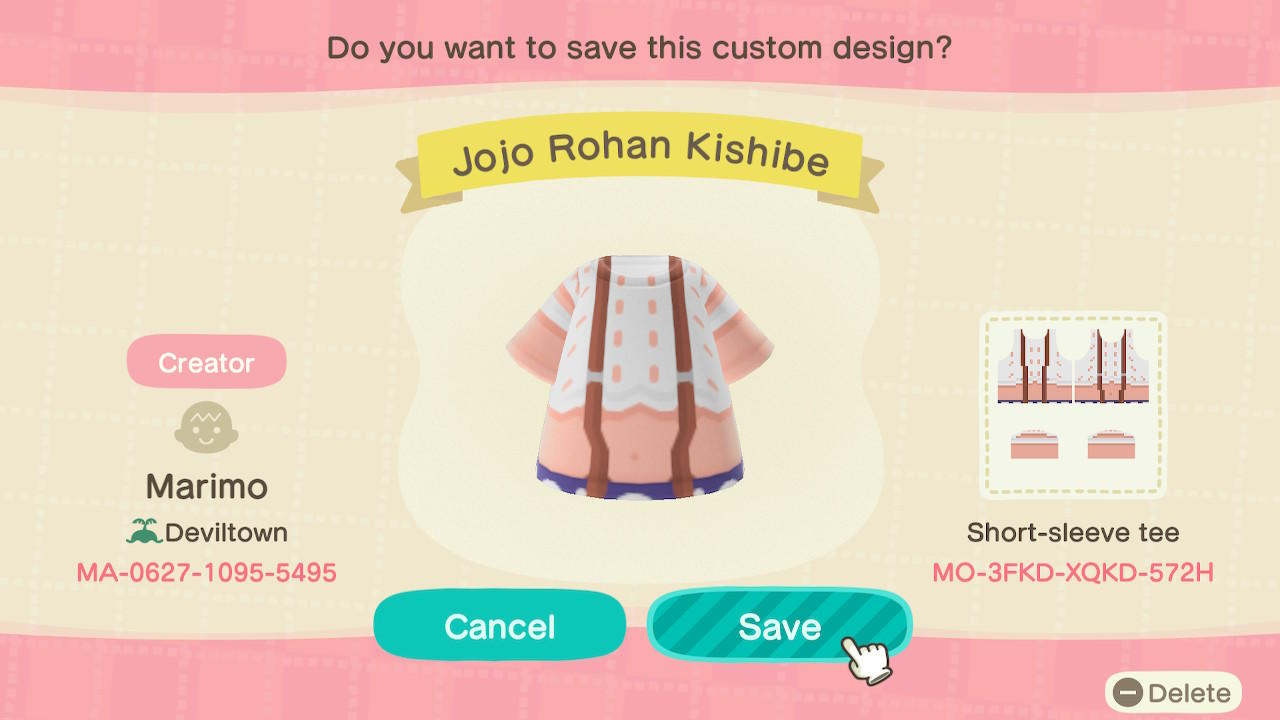 Do you want to save this custom design?
Jojo Rohan Kishibe
Creator
Marimo
Deviltown
MA-0627-1095-5495
Short-sleeve tee
MO-3FKD-XQKD-572H
Cancel
Save
Delete